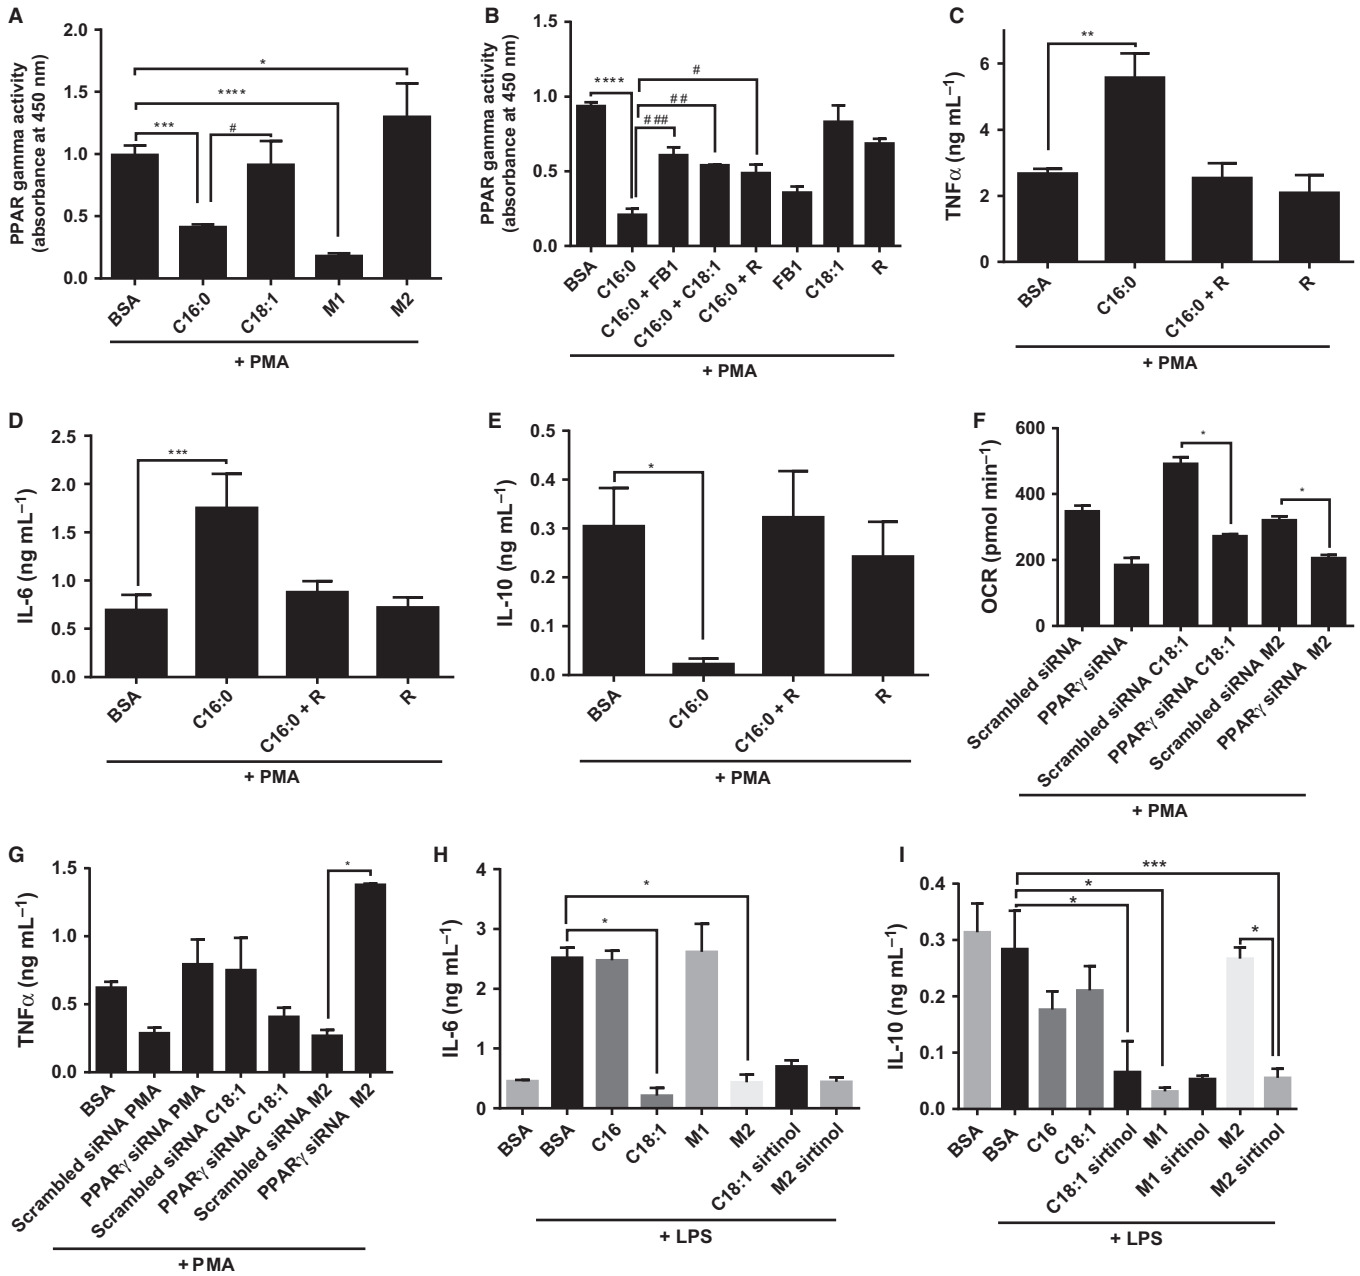 A
PPAR gamma activity
(absorbance at 450 nm)
2.0
1.5
1.0
0.5
0.0
*
****
***
#
BSA
C16:0
C18:1
M1
M2
+ PMA
B
PPAR gamma activity
(absorbance at 450 nm)
1.5
1.0
0.5
0.0
****
#
##
###
BSA
C16:0
C16:0 + FB1
C16:0 + C18:1
C16:0 + R
FB1
C18:1
R
+ PMA
C
TNFα (ng mL−1)
6
4
2
0
**
BSA
C16:0
C16:0 + R
R
+ PMA
D
IL-6 (ng mL−1)
2.5
2.0
1.5
1.0
0.5
0.0
***
BSA
C16:0
C16:0 + R
R
+ PMA
E
IL-10 (ng mL−1)
0.5
0.4
0.3
0.2
0.1
0.0
*
BSA
C16:0
C16:0 + R
R
+ PMA
F
OCR (pmol min−1)
600
400
200
0
*
*
Scrambled siRNA
PPARγ siRNA
Scrambled siRNA C18:1
PPARγ siRNA C18:1
Scrambled siRNA M2
PPARγ siRNA M2
+ PMA
G
TNFα (ng mL−1)
1.5
1.0
0.5
0.0
*
BSA
Scrambled siRNA PMA
PPARγ siRNA PMA
Scrambled siRNA C18:1
PPARγ siRNA C18:1
Scrambled siRNA M2
PPARγ siRNA M2
+ PMA
H
IL-6 (ng mL−1)
4
3
2
1
0
*
*
BSA
BSA
C16
C18:1
M1
M2
C18:1 sirtinol
M2 sirtinol
+ LPS
I
IL-10 (ng mL−1)
0.4
0.3
0.2
0.1
0.0
***
*
*
*
BSA
BSA
C16
C18:1
C18:1 sirtinol
M1
M1 sirtinol
M2
M2 sirtinol
+ LPS